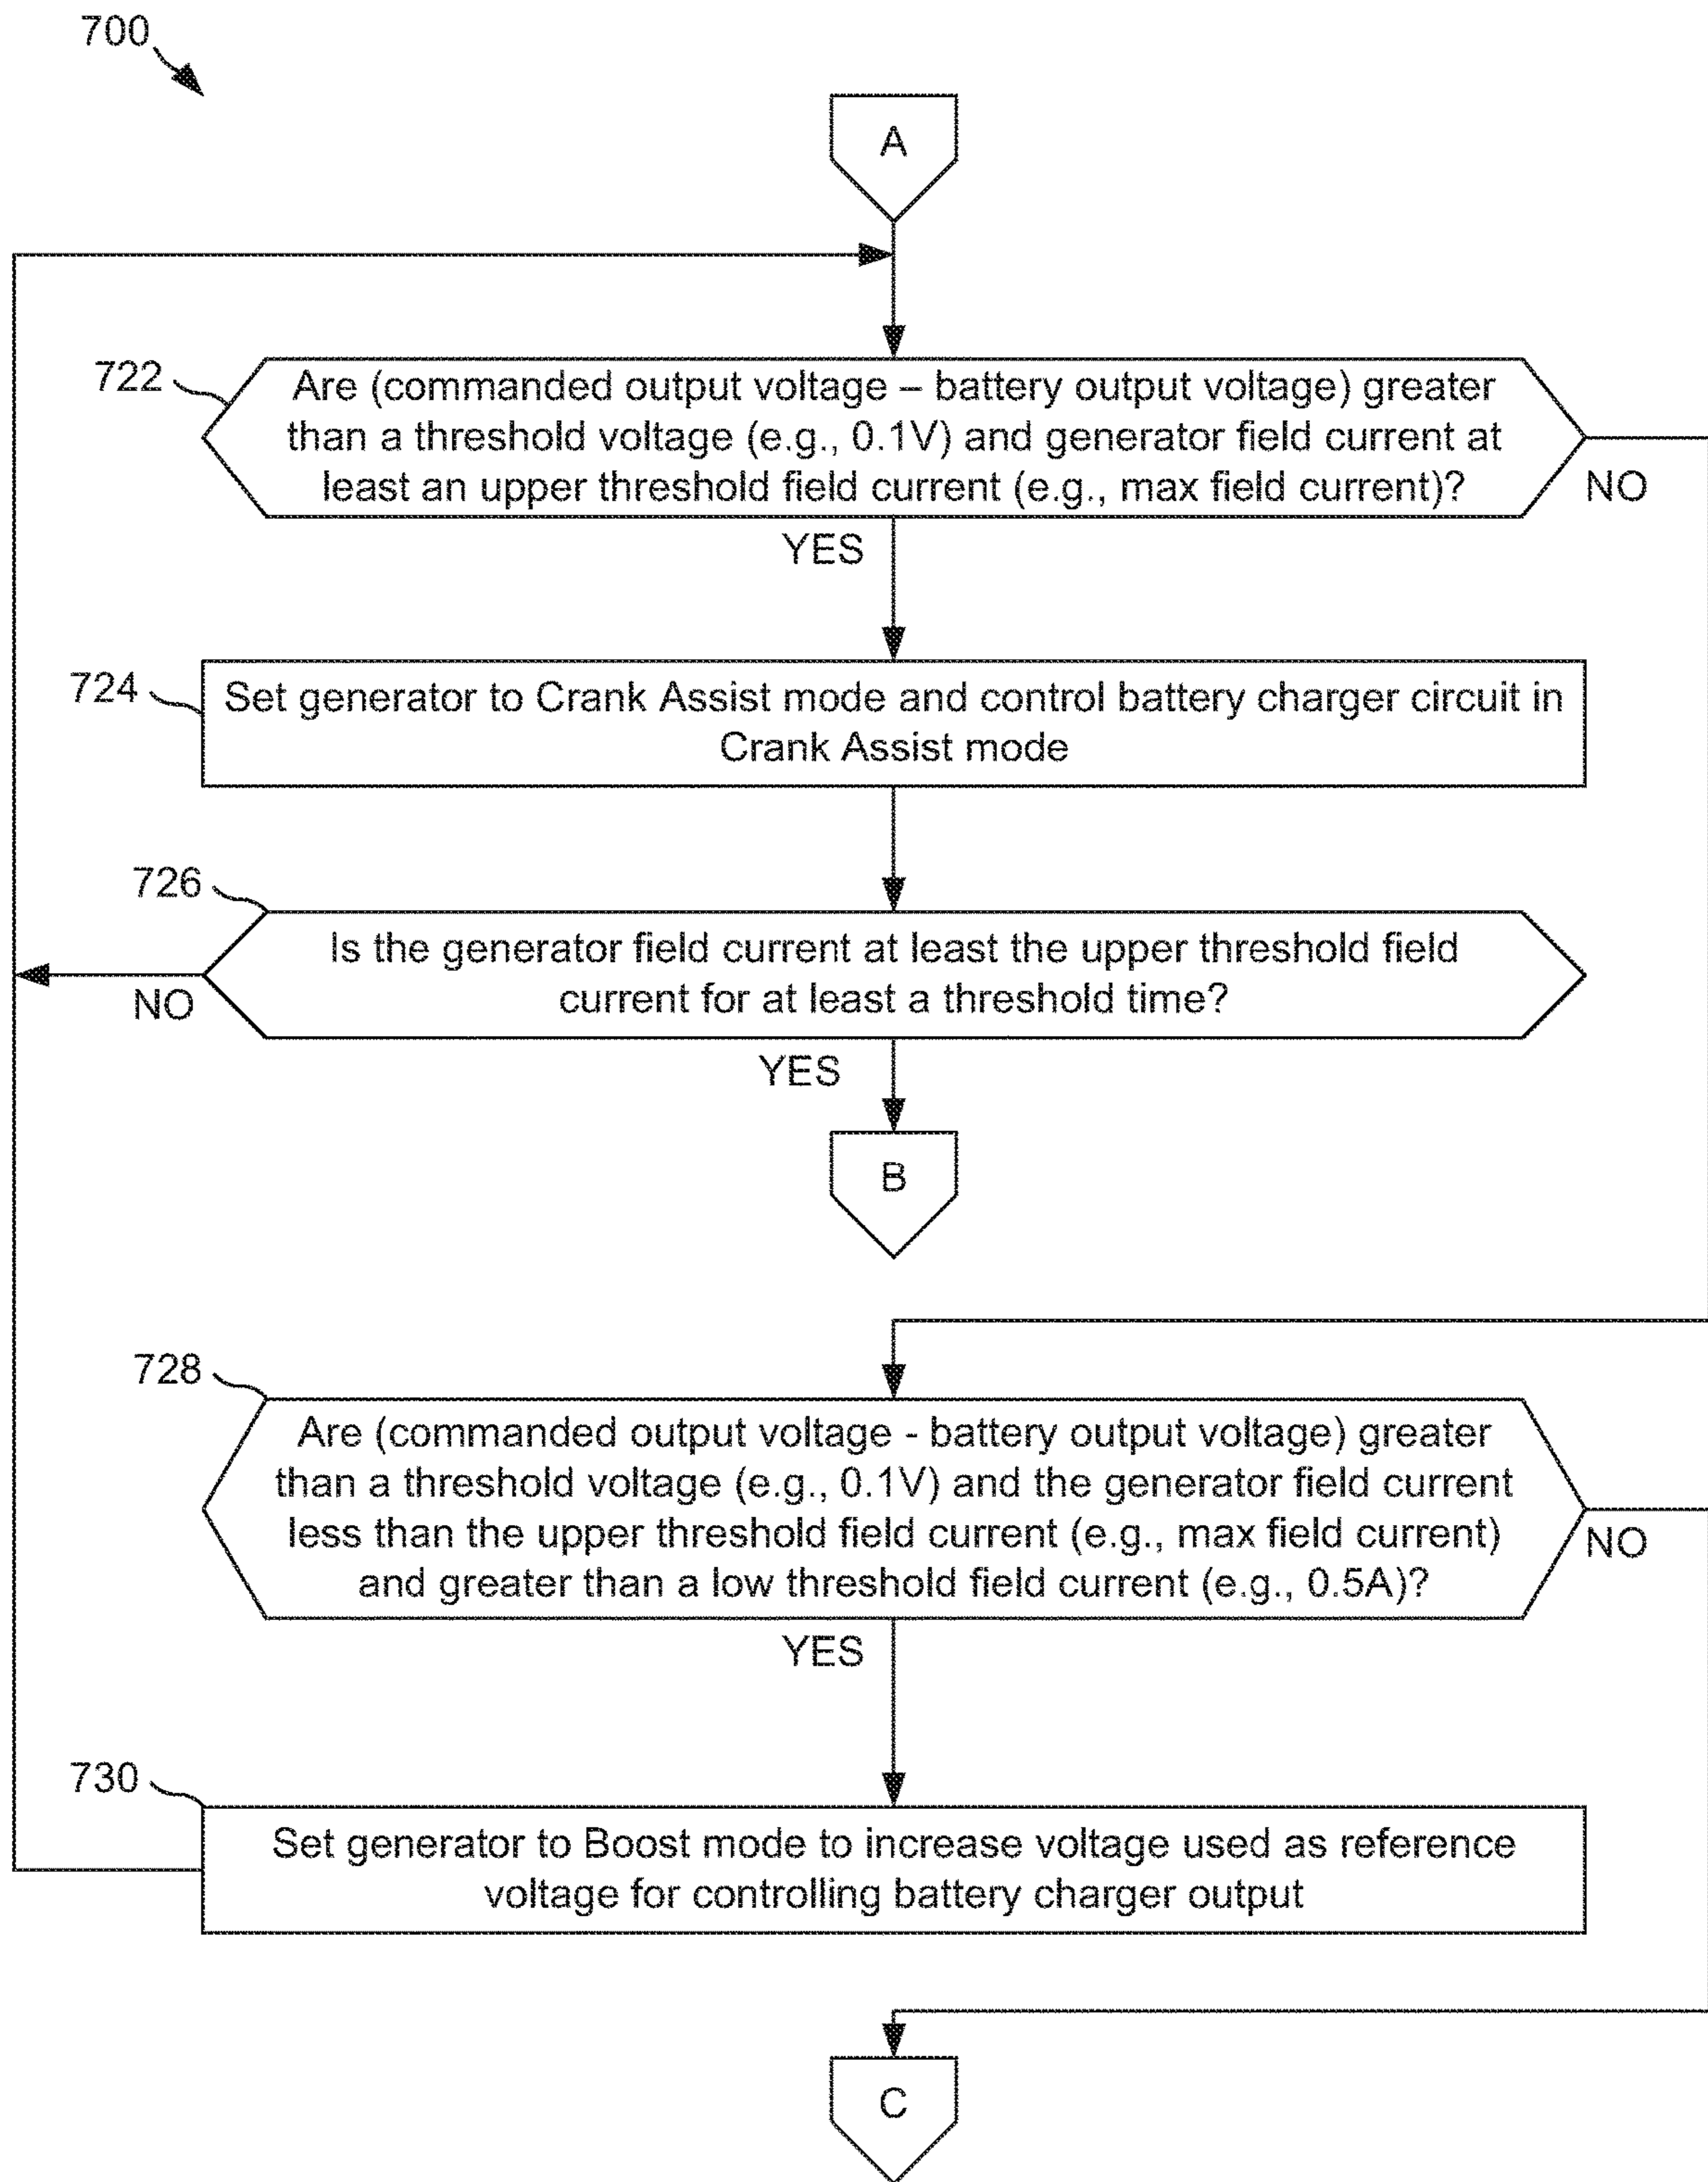 700
A
722
Are (commanded output voltage – battery output voltage) greater
than a threshold voltage (e.g., 0.1V) and generator field current at
least an upper threshold field current (e.g., max field current)?
NO
YES
724
Set generator to Crank Assist mode and control battery charger circuit in
Crank Assist mode
726
Is the generator field current at least the upper threshold field
current for at least a threshold time?
NO
YES
B
728
Are (commanded output voltage - battery output voltage) greater
than a threshold voltage (e.g., 0.1V) and the generator field current
less than the upper threshold field current (e.g., max field current)
and greater than a low threshold field current (e.g., 0.5A)?
NO
YES
730
Set generator to Boost mode to increase voltage used as reference
voltage for controlling battery charger output
C